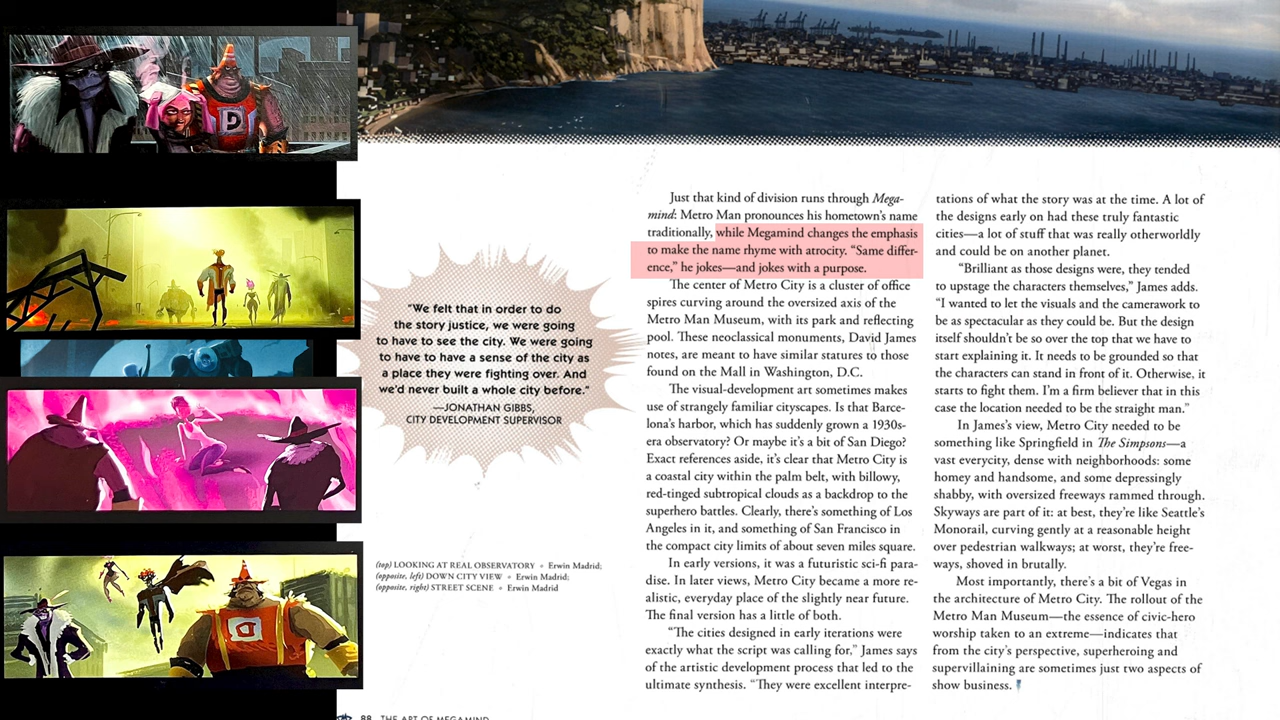 D
D
"We felt that in order to do
the story justice, we were going
to have to see the city. We were going
to have to have a sense of the city as
a place they were fighting over. And
we'd never built a whole city before."
—JONATHAN GIBBS,
CITY DEVELOPMENT SUPERVISOR
(top) LOOKING AT REAL OBSERVATORY • Erwin Madrid;
(opposite, left) DOWN CITY VIEW • Erwin Madrid;
(opposite, right) STREET SCENE • Erwin Madrid
88 THE ART OF MEGAMIND
Just that kind of division runs through Mega-
mind: Metro Man pronounces his hometown's name
traditionally, while Megamind changes the emphasis
to make the name rhyme with atrocity. "Same differ-
ence," he jokes—and jokes with a purpose.
The center of Metro City is a cluster of office
spires curving around the oversized axis of the
Metro Man Museum, with its park and reflecting
pool. These neoclassical monuments, David James
notes, are meant to have similar statures to those
found on the Mall in Washington, D.C.
The visual-development art sometimes makes
use of strangely familiar cityscapes. Is that Barce-
lona's harbor, which has suddenly grown a 1930s-
era observatory? Or maybe it's a bit of San Diego?
Exact references aside, it's clear that Metro City is
a coastal city within the palm belt, with billowy,
red-tinged subtropical clouds as a backdrop to the
superhero battles. Clearly, there's something of Los
Angeles in it, and something of San Francisco in
the compact city limits of about seven miles square.
In early versions, it was a futuristic sci-fi para-
dise. In later views, Metro City became a more re-
alistic, everyday place of the slightly near future.
The final version has a little of both.
"The cities designed in early iterations were
exactly what the script was calling for," James says
of the artistic development process that led to the
ultimate synthesis. "They were excellent interpre-
tations of what the story was at the time. A lot of
the designs early on had these truly fantastic
cities—a lot of stuff that was really otherworldly
and could be on another planet.
"Brilliant as those designs were, they tended
to upstage the characters themselves," James adds.
"I wanted to let the visuals and the camerawork to
be as spectacular as they could be. But the design
itself shouldn't be so over the top that we have to
start explaining it. It needs to be grounded so that
the characters can stand in front of it. Otherwise, it
starts to fight them. I'm a firm believer that in this
case the location needed to be the straight man."
In James's view, Metro City needed to be
something like Springfield in The Simpsons—a
vast everycity, dense with neighborhoods: some
homey and handsome, and some depressingly
shabby, with oversized freeways rammed through.
Skyways are part of it: at best, they're like Seattle's
Monorail, curving gently at a reasonable height
over pedestrian walkways; at worst, they're free-
ways, shoved in brutally.
Most importantly, there's a bit of Vegas in
the architecture of Metro City. The rollout of the
Metro Man Museum—the essence of civic-hero
worship taken to an extreme—indicates that
from the city's perspective, superheroing and
supervillaining are sometimes just two aspects of
show business.